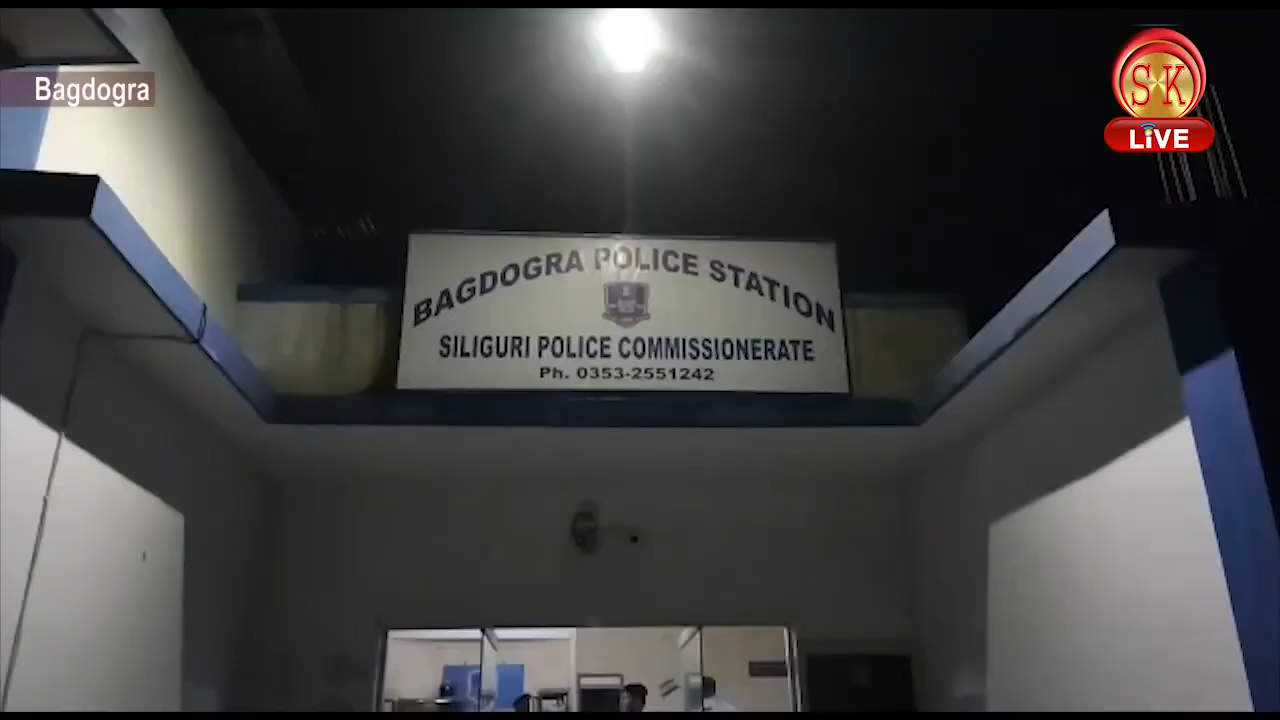 Bagdogra
SK
LiVE
BAGDOGRA POLICE STATION
SILIGURI POLICE COMMISSIONERATE
Ph. 0353-2551242